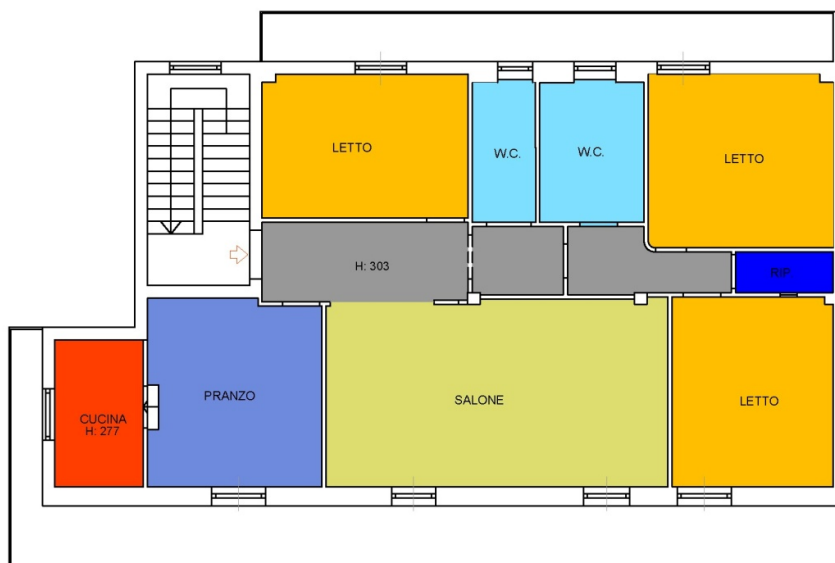 LETTO
W.C.
W.C.
LETTO
H: 303
RIP.
PRANZO
SALONE
LETTO
CUCINA
H: 277